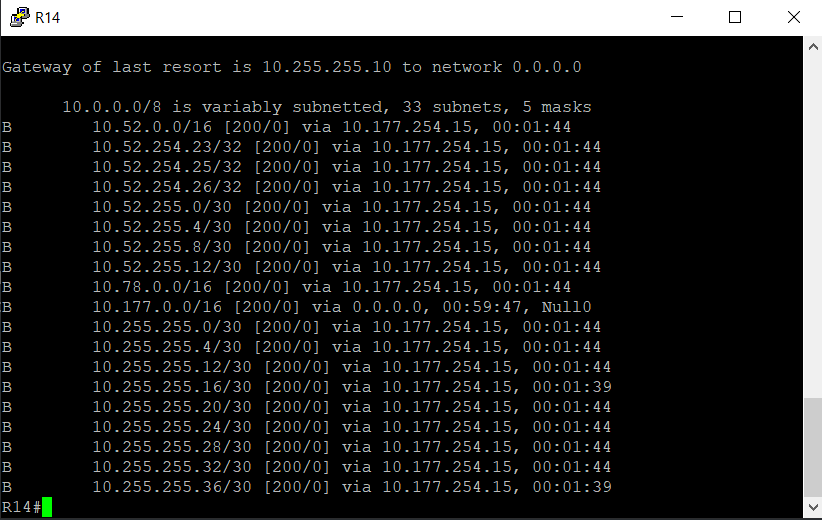 R14
Gateway of last resort is 10.255.255.10 to network 0.0.0.0
10.0.0.0/8 is variably subnetted, 33 subnets, 5 masks
B 10.52.0.0/16 [200/0] via 10.177.254.15, 00:01:44
B 10.52.254.23/32 [200/0] via 10.177.254.15, 00:01:44
B 10.52.254.25/32 [200/0] via 10.177.254.15, 00:01:44
B 10.52.254.26/32 [200/0] via 10.177.254.15, 00:01:44
B 10.52.255.0/30 [200/0] via 10.177.254.15, 00:01:44
B 10.52.255.4/30 [200/0] via 10.177.254.15, 00:01:44
B 10.52.255.8/30 [200/0] via 10.177.254.15, 00:01:44
B 10.52.255.12/30 [200/0] via 10.177.254.15, 00:01:44
B 10.78.0.0/16 [200/0] via 10.177.254.15, 00:01:44
B 10.177.0.0/16 [200/0] via 0.0.0.0, 00:59:47, Null0
B 10.255.255.0/30 [200/0] via 10.177.254.15, 00:01:44
B 10.255.255.4/30 [200/0] via 10.177.254.15, 00:01:44
B 10.255.255.12/30 [200/0] via 10.177.254.15, 00:01:44
B 10.255.255.16/30 [200/0] via 10.177.254.15, 00:01:39
B 10.255.255.20/30 [200/0] via 10.177.254.15, 00:01:44
B 10.255.255.24/30 [200/0] via 10.177.254.15, 00:01:44
B 10.255.255.28/30 [200/0] via 10.177.254.15, 00:01:44
B 10.255.255.32/30 [200/0] via 10.177.254.15, 00:01:44
B 10.255.255.36/30 [200/0] via 10.177.254.15, 00:01:39
R14#